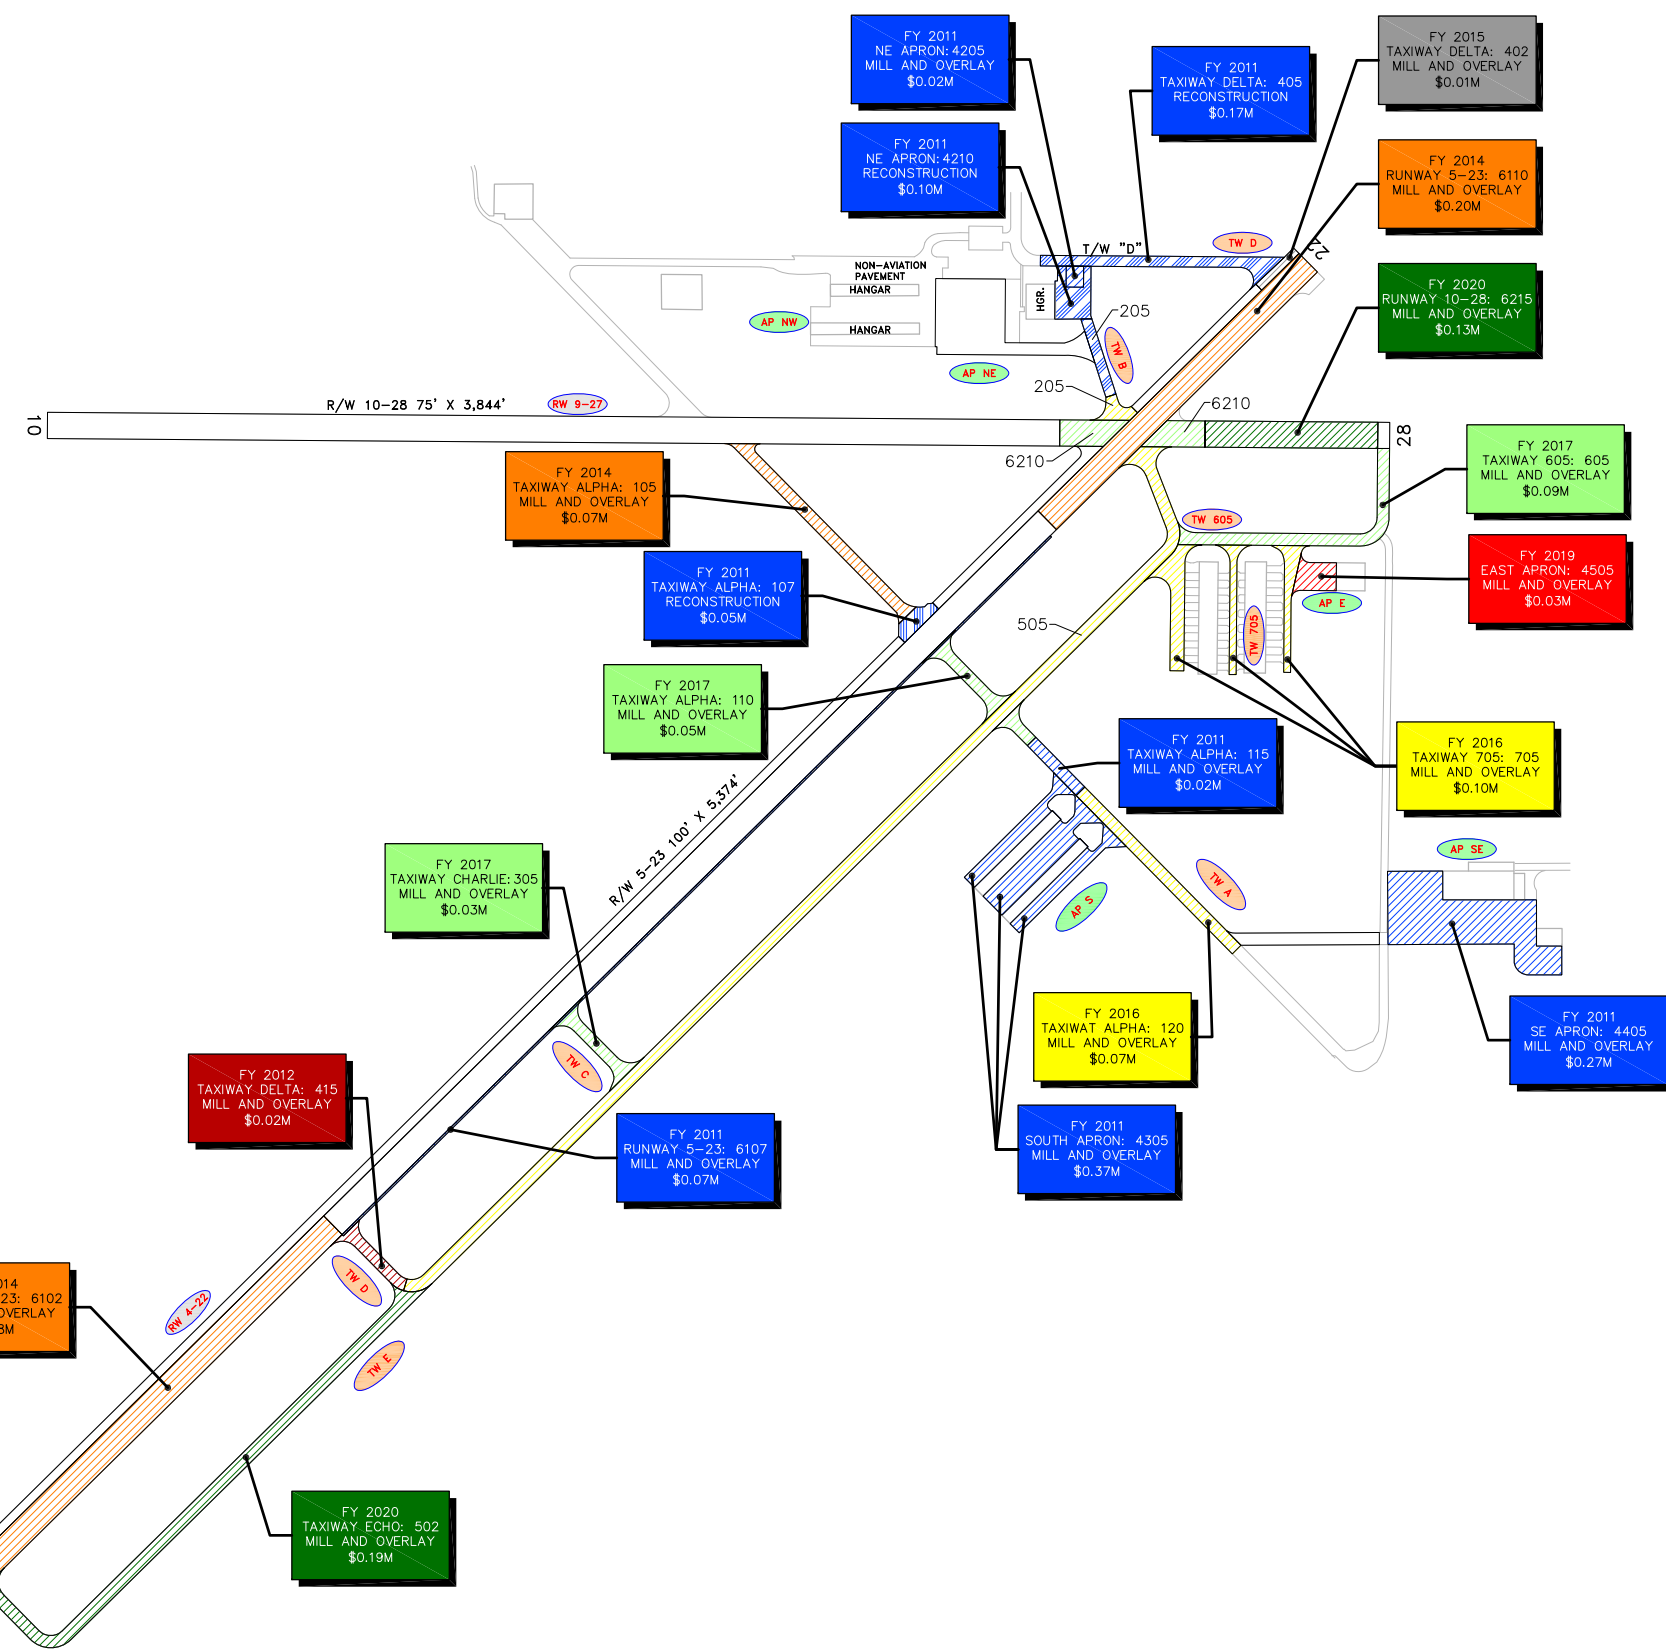 FY 2011
NE APRON: 4205
MILL AND OVERLAY
$0.02M
FY 2011
TAXIWAY DELTA: 405
RECONSTRUCTION
$0.17M
FY 2015
TAXIWAY DELTA: 402
MILL AND OVERLAY
$0.01M
FY 2011
NE APRON: 4210
RECONSTRUCTION
$0.10M
FY 2014
RUNWAY 5-23: 6110
MILL AND OVERLAY
$0.20M
T/W "D"
TW D
22
NON-AVIATION
PAVEMENT
HANGAR
HANGAR
HGR.
AP NW
AP NE
205
TW B
FY 2020
RUNWAY 10-28: 6215
MILL AND OVERLAY
$0.13M
205
6210
10
R/W 10-28 75' X 3,844'
RW 9-27
28
6210
FY 2014
TAXIWAY ALPHA: 105
MILL AND OVERLAY
$0.07M
FY 2017
TAXIWAY 605: 605
MILL AND OVERLAY
$0.09M
TW 605
FY 2011
TAXIWAY ALPHA: 107
RECONSTRUCTION
$0.05M
FY 2019
EAST APRON: 4505
MILL AND OVERLAY
$0.03M
AP E
505
TW 705
FY 2017
TAXIWAY ALPHA: 110
MILL AND OVERLAY
$0.05M
FY 2011
TAXIWAY ALPHA: 115
MILL AND OVERLAY
$0.02M
FY 2016
TAXIWAY 705: 705
MILL AND OVERLAY
$0.10M
R/W 5-23 100' X 5,374'
FY 2017
TAXIWAY CHARLIE: 305
MILL AND OVERLAY
$0.03M
AP SE
TW A
AP S
FY 2016
TAXIWAT ALPHA: 120
MILL AND OVERLAY
$0.07M
FY 2011
SE APRON: 4405
MILL AND OVERLAY
$0.27M
TW C
FY 2012
TAXIWAY DELTA: 415
MILL AND OVERLAY
$0.02M
FY 2011
RUNWAY 5-23: 6107
MILL AND OVERLAY
$0.07M
FY 2011
SOUTH APRON: 4305
MILL AND OVERLAY
$0.37M
TW D
RW 4-22
14
23: 6102
OVERLAY
8M
TW E
FY 2020
TAXIWAY ECHO: 502
MILL AND OVERLAY
$0.19M